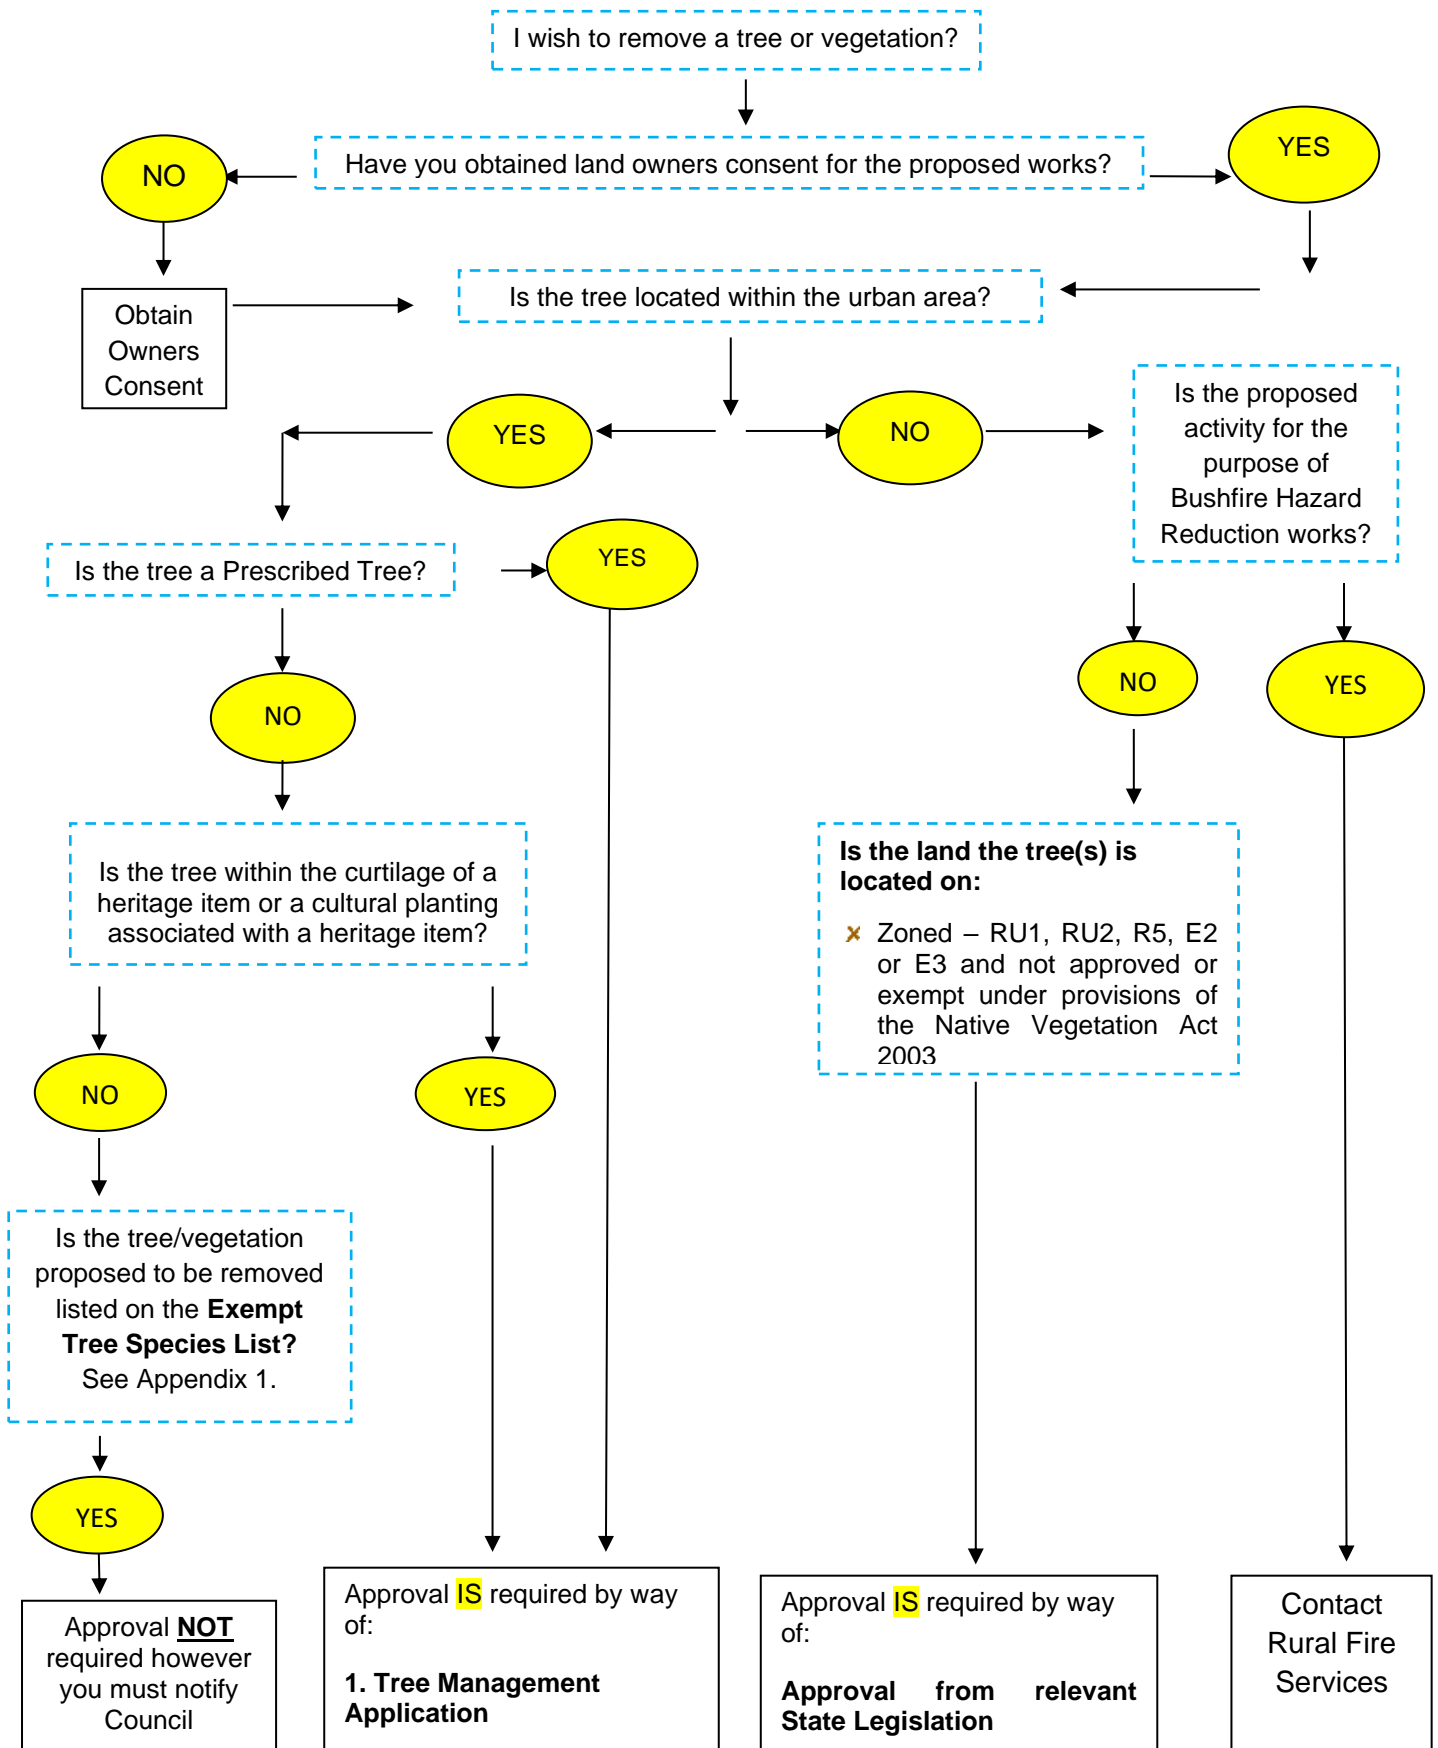 I wish to remove a tree or vegetation?
Have you obtained land owners consent for the proposed works?
NO
YES
Obtain
Owners
Consent
Is the tree located within the urban area?
YES
NO
Is the proposed
activity for the
purpose of
Bushfire Hazard
Reduction works?
Is the tree a Prescribed Tree?
YES
NO
NO
YES
Is the tree within the curtilage of a
heritage item or a cultural planting
associated with a heritage item?
Is the land the tree(s) is
located on:
Zoned – RU1, RU2, R5, E2
or E3 and not approved or
exempt under provisions of
the Native Vegetation Act
2003
NO
YES
Is the tree/vegetation
proposed to be removed
listed on the Exempt
Tree Species List?
See Appendix 1.
YES
Approval NOT
required however
you must notify
Council
Approval IS required by way
of:
1. Tree Management
Application
Approval IS required by way
of:
Approval from relevant
State Legislation
Contact
Rural Fire
Services